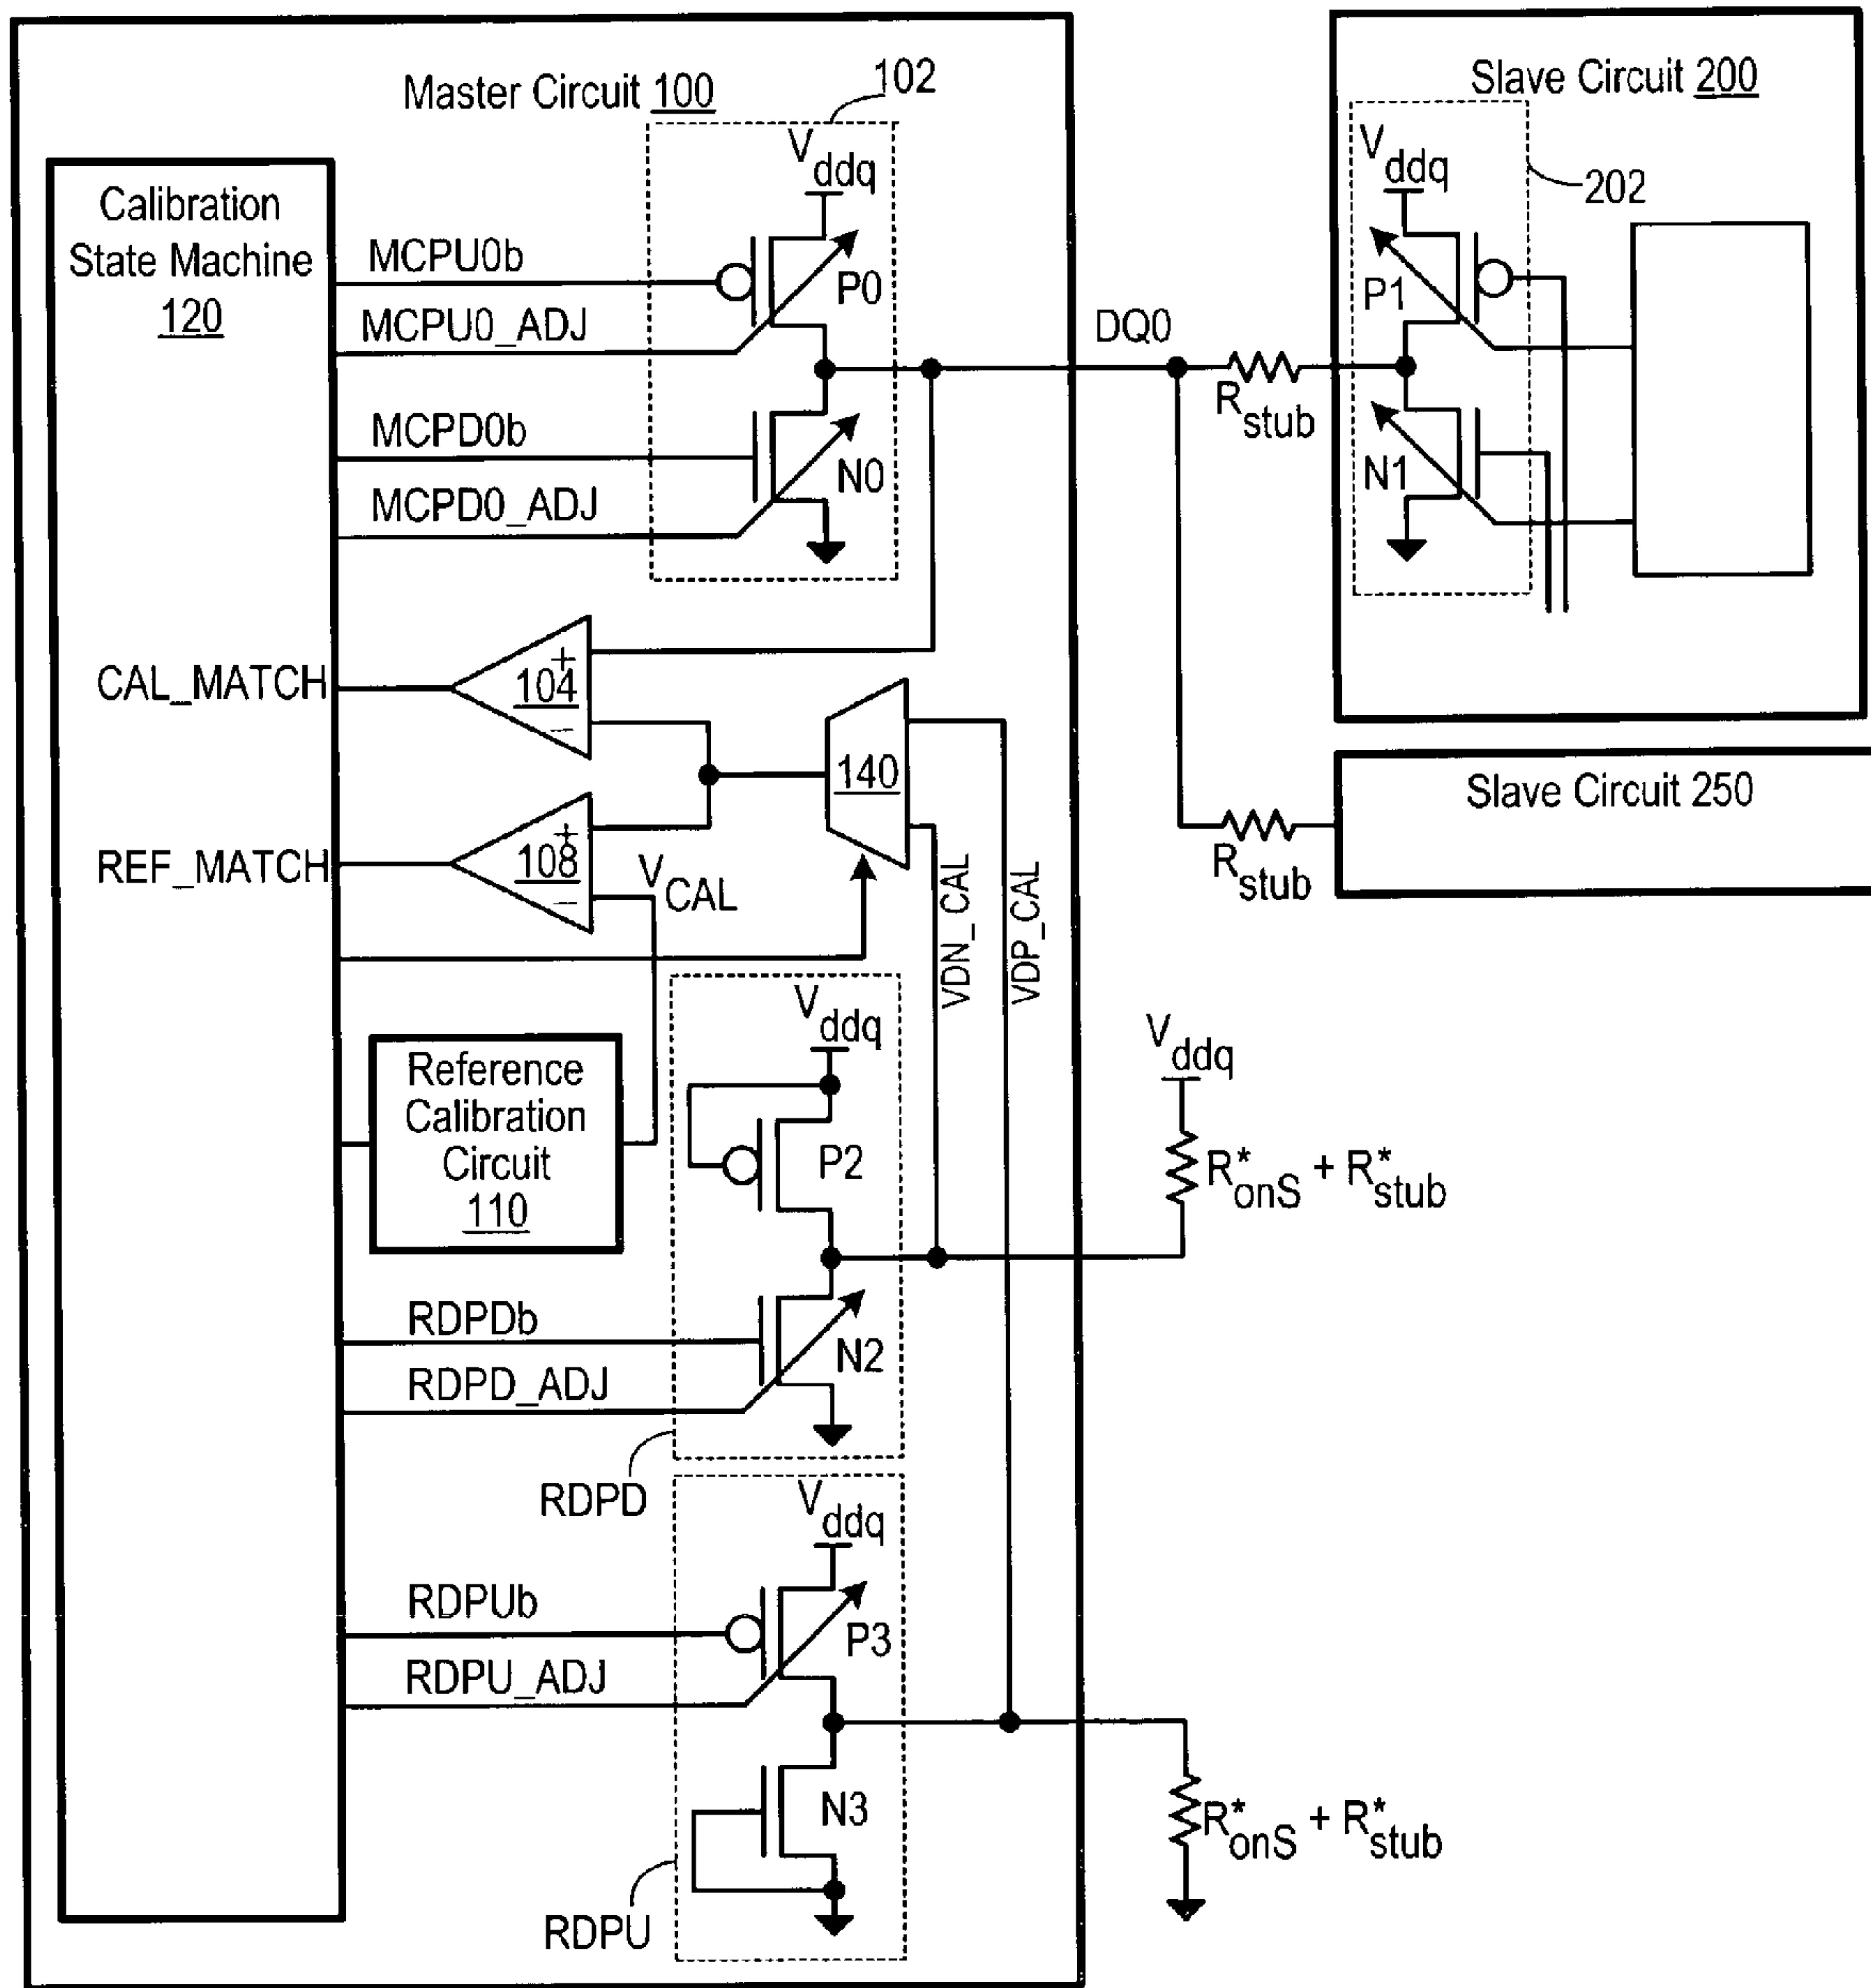 Master Circuit 100
102
Slave Circuit 200
Calibration
State Machine
120
Vddq
Vddq
202
MCPU0b
P0
P1
MCPU0_ADJ
DQ0
Rstub
MCPD0b
N0
N1
MCPD0_ADJ
CAL_MATCH
+
104
−
140
Slave Circuit 250
REF_MATCH
+
108
−
VCAL
Rstub
VDN_CAL
VDP_CAL
Vddq
Vddq
Reference
Calibration
Circuit
110
P2
R*onS + R*stub
RDPDb
N2
RDPD_ADJ
RDPD
Vddq
RDPUb
P3
RDPU_ADJ
N3
R*onS + R*stub
RDPU